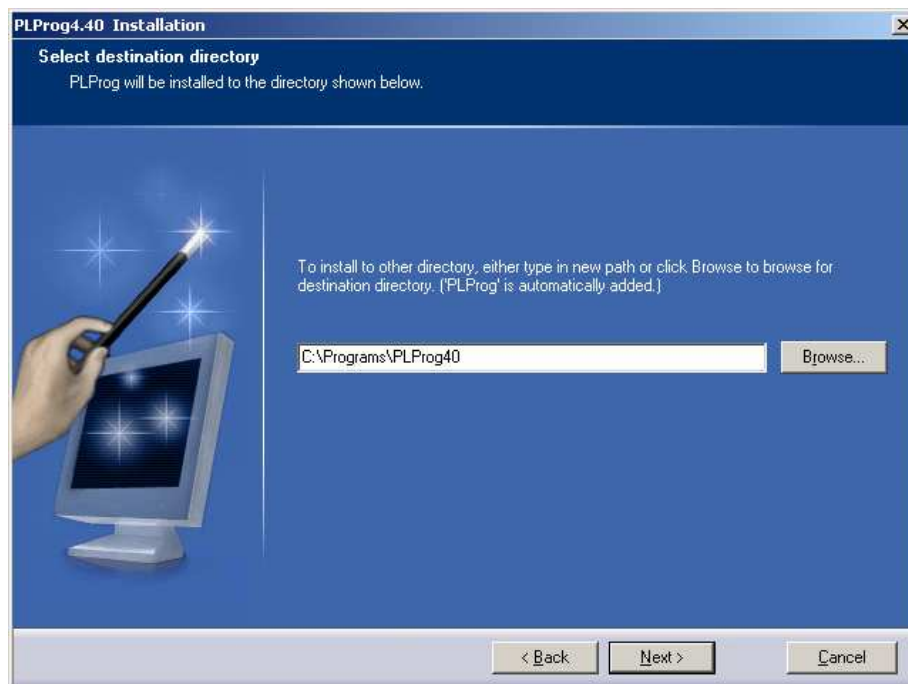 PLProg4.40 Installation
Select destination directory
PLProg will be installed to the directory shown below.
To install to other directory, either type in new path or click Browse to browse for
destination directory. ('PLProg' is automatically added.)
C:\Programs\PLProg40
Browse...
< Back
Next >
Cancel